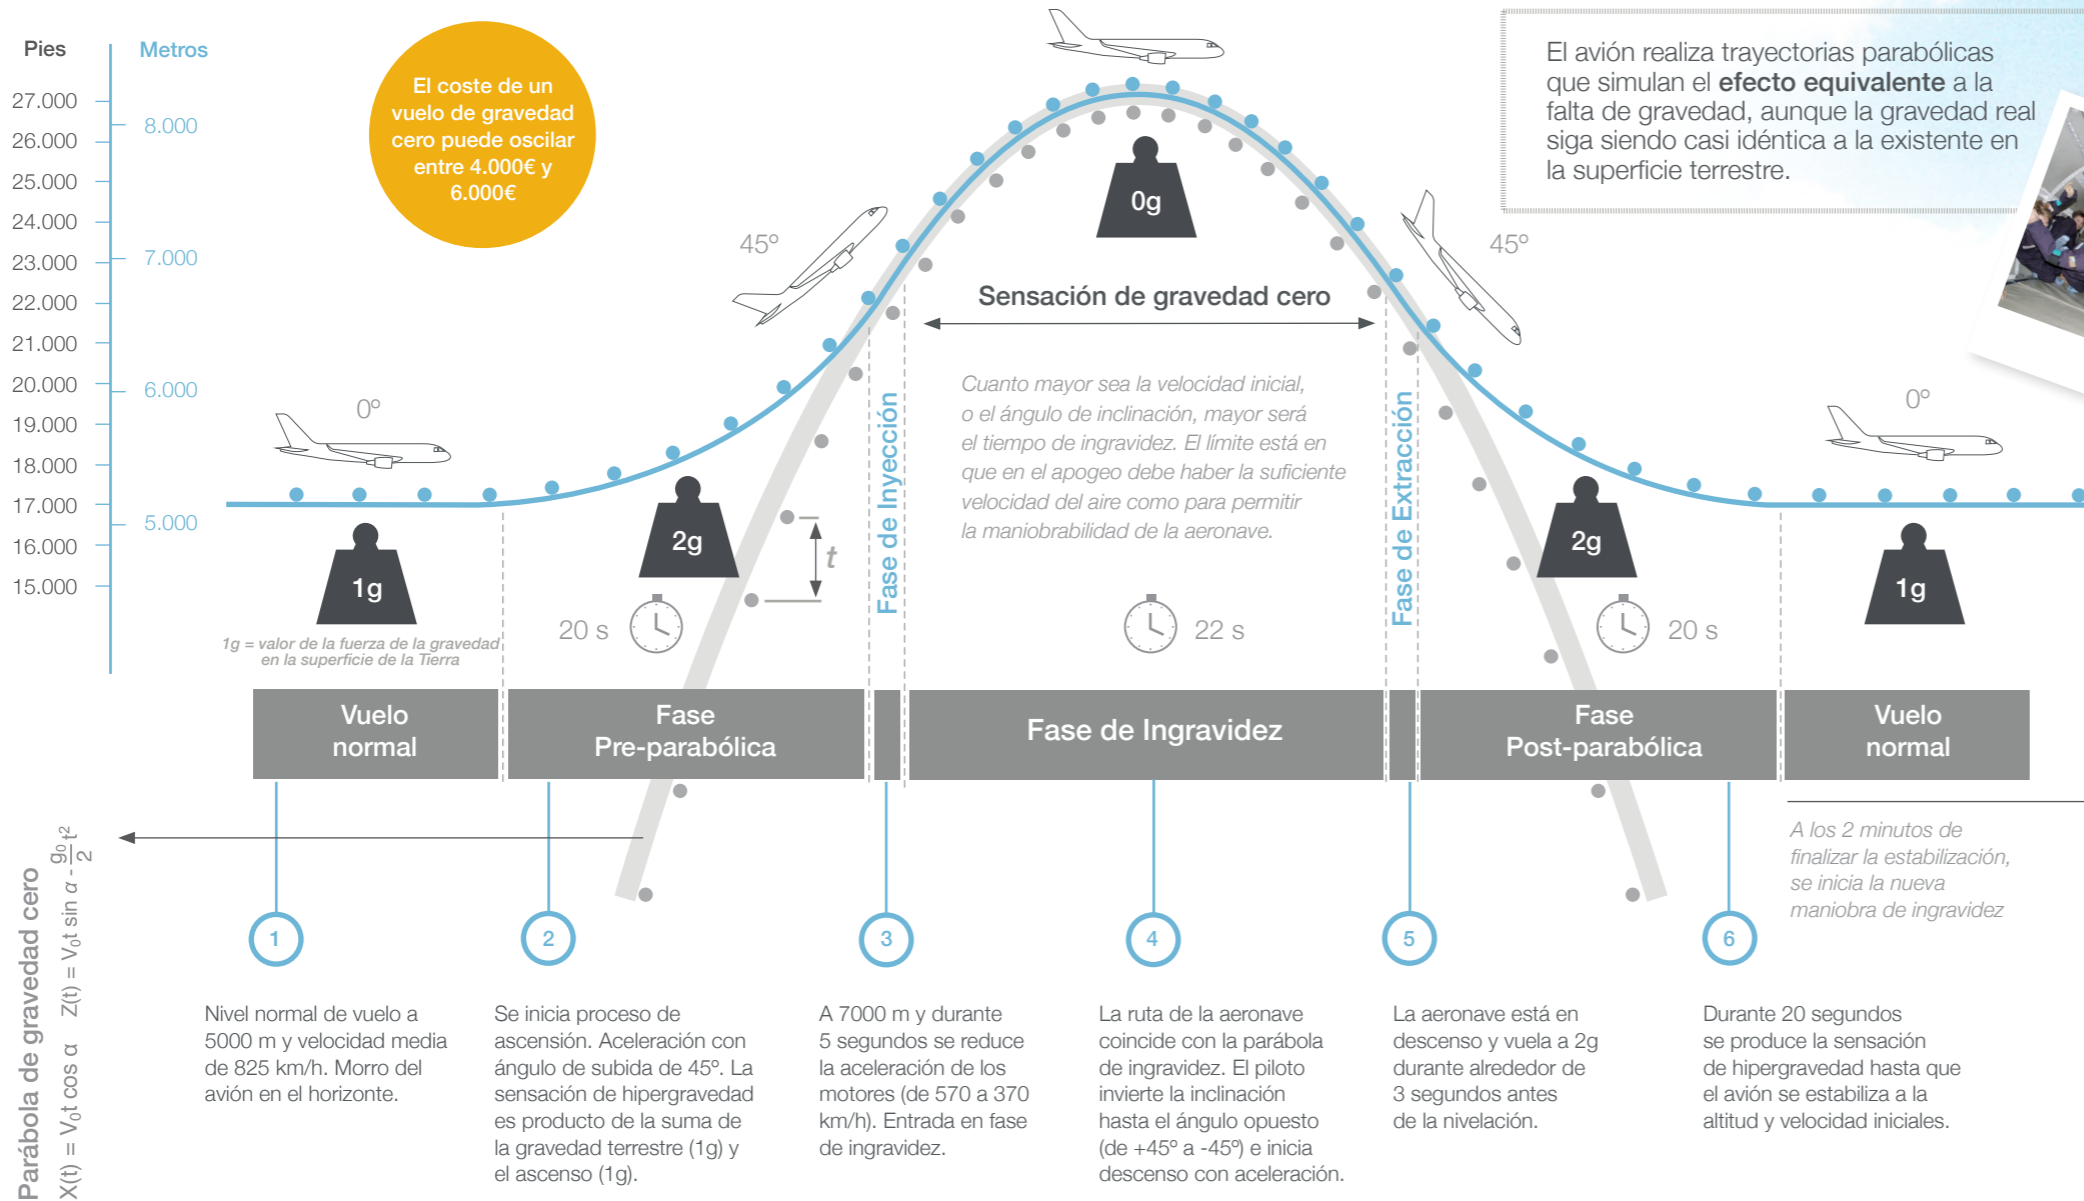 Pies
Metros
27.000
26.000
25.000
24.000
23.000
22.000
21.000
20.000
19.000
18.000
17.000
16.000
15.000
8.000
7.000
6.000
5.000
El coste de un
vuelo de gravedad
cero puede oscilar
entre 4.000€ y
6.000€
El avión realiza trayectorias parabólicas
que simulan el efecto equivalente a la
falta de gravedad, aunque la gravedad real
siga siendo casi idéntica a la existente en
la superficie terrestre.
0º
45º
45º
0º
0g
Sensación de gravedad cero
Cuanto mayor sea la velocidad inicial,
o el ángulo de inclinación, mayor será
el tiempo de ingravidez. El límite está en
que en el apogeo debe haber la suficiente
velocidad del aire como para permitir
la maniobrabilidad de la aeronave.
1g
1g = valor de la fuerza de la gravedad
en la superficie de la Tierra
2g
20 s
t
Fase de Inyección
22 s
Fase de Extracción
2g
20 s
1g
Vuelo
normal
Fase
Pre-parabólica
Fase de Ingravidez
Fase
Post-parabólica
Vuelo
normal
A los 2 minutos de
finalizar la estabilización,
se inicia la nueva
maniobra de ingravidez
Parábola de gravedad cero
X(t) = V₀t cos α Z(t) = V₀t sin α - g₀t²/2
1
Nivel normal de vuelo a
5000 m y velocidad media
de 825 km/h. Morro del
avión en el horizonte.
2
Se inicia proceso de
ascensión. Aceleración con
ángulo de subida de 45º. La
sensación de hipergravedad
es producto de la suma de
la gravedad terrestre (1g) y
el ascenso (1g).
3
A 7000 m y durante
5 segundos se reduce
la aceleración de los
motores (de 570 a 370
km/h). Entrada en fase
de ingravidez.
4
La ruta de la aeronave
coincide con la parábola
de ingravidez. El piloto
invierte la inclinación
hasta el ángulo opuesto
(de +45º a -45º) e inicia
descenso con aceleración.
5
La aeronave está en
descenso y vuela a 2g
durante alrededor de
3 segundos antes
de la nivelación.
6
Durante 20 segundos
se produce la sensación
de hipergravedad hasta que
el avión se estabiliza a la
altitud y velocidad iniciales.